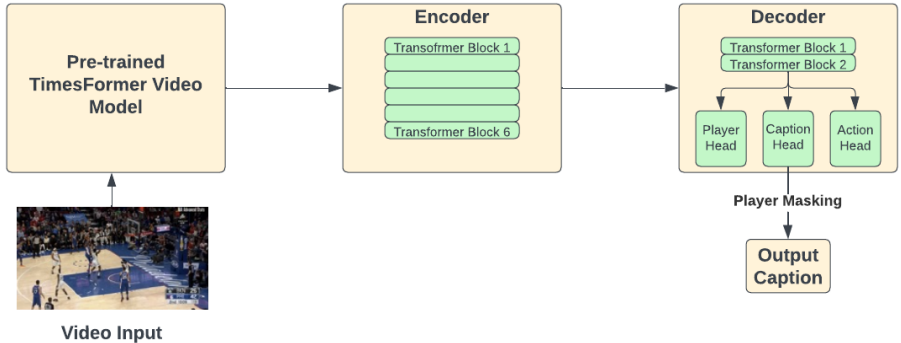 Pre-trained
TimesFormer Video
Model
Encoder
Transofrmer Block 1
Transformer Block 6
Decoder
Transformer Block 1
Transformer Block 2
Player
Head
Caption
Head
Action
Head
Player Masking
Output
Caption
Video Input